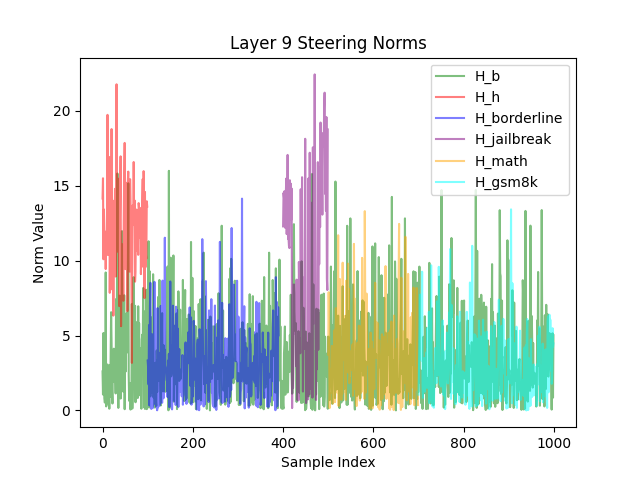 Layer 9 Steering Norms
H_b
H_h
H_borderline
H_jailbreak
H_math
H_gsm8k
20
15
10
5
0
Norm Value
0
200
400
600
800
1000
Sample Index